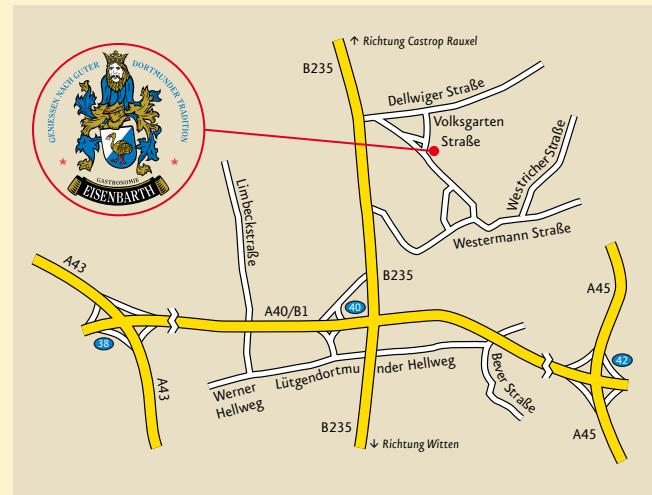 GENIESSEN NACH GUTER DORTMUNDER TRADITION
GASTRONOMIE
EISENBARTH
↑ Richtung Castrop Rauxel
B235
Dellwiger Straße
Volksgarten
Straße
Westricher Straße
Limbeckstraße
Westermann Straße
A43
B235
A45
A40/B1
40
38
42
A43
Werner
Hellweg
Lütgendortmu nder Hellweg
Bever Straße
B235
↓ Richtung Witten
A45